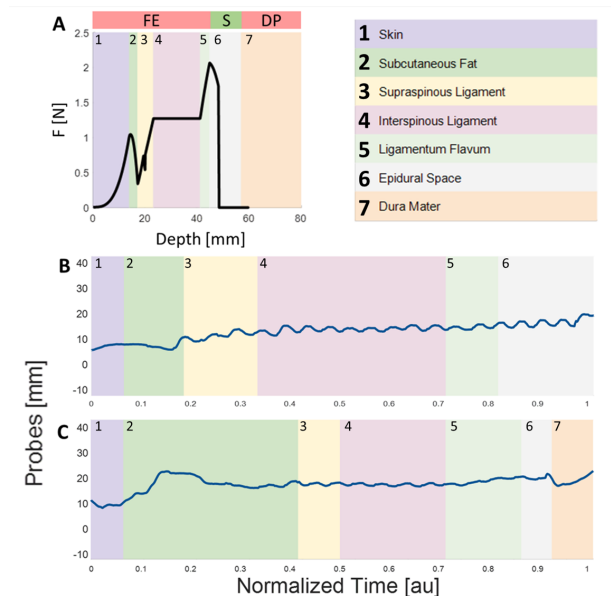 A
FE S DP
1 2 3 4 5 6 7
2.5
2
1.5
1
0.5
0
F [N]
0 20 40 60 80
Depth [mm]
1 Skin
2 Subcutaneous Fat
3 Supraspinous Ligament
4 Interspinous Ligament
5 Ligamentum Flavum
6 Epidural Space
7 Dura Mater
B
1 2 3 4 5 6
40
30
20
10
0
-10
0 0.1 0.2 0.3 0.4 0.5 0.6 0.7 0.8 0.9 1
Probes [mm]
C
1 2 3 4 5 6 7
40
30
20
10
0
-10
0 0.1 0.2 0.3 0.4 0.5 0.6 0.7 0.8 0.9 1
Normalized Time [au]